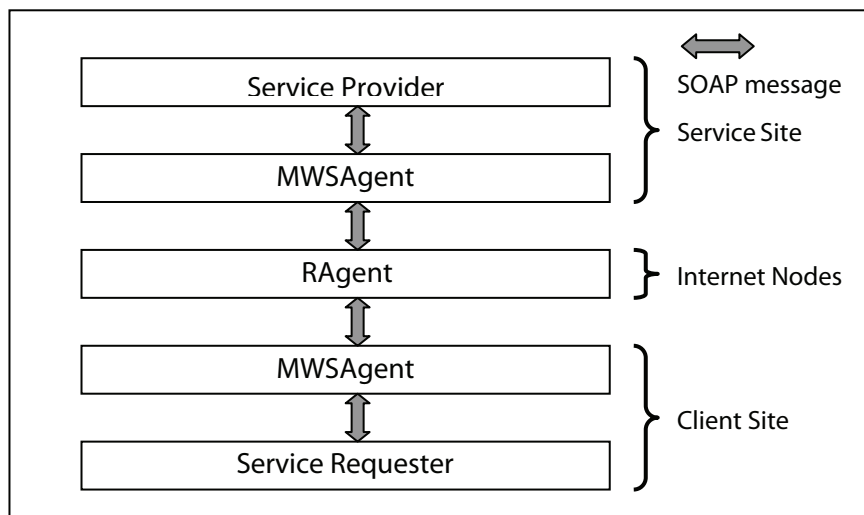 Service Provider
MWSAgent
RAgent
MWSAgent
Service Requester
SOAP message
Service Site
Internet Nodes
Client Site